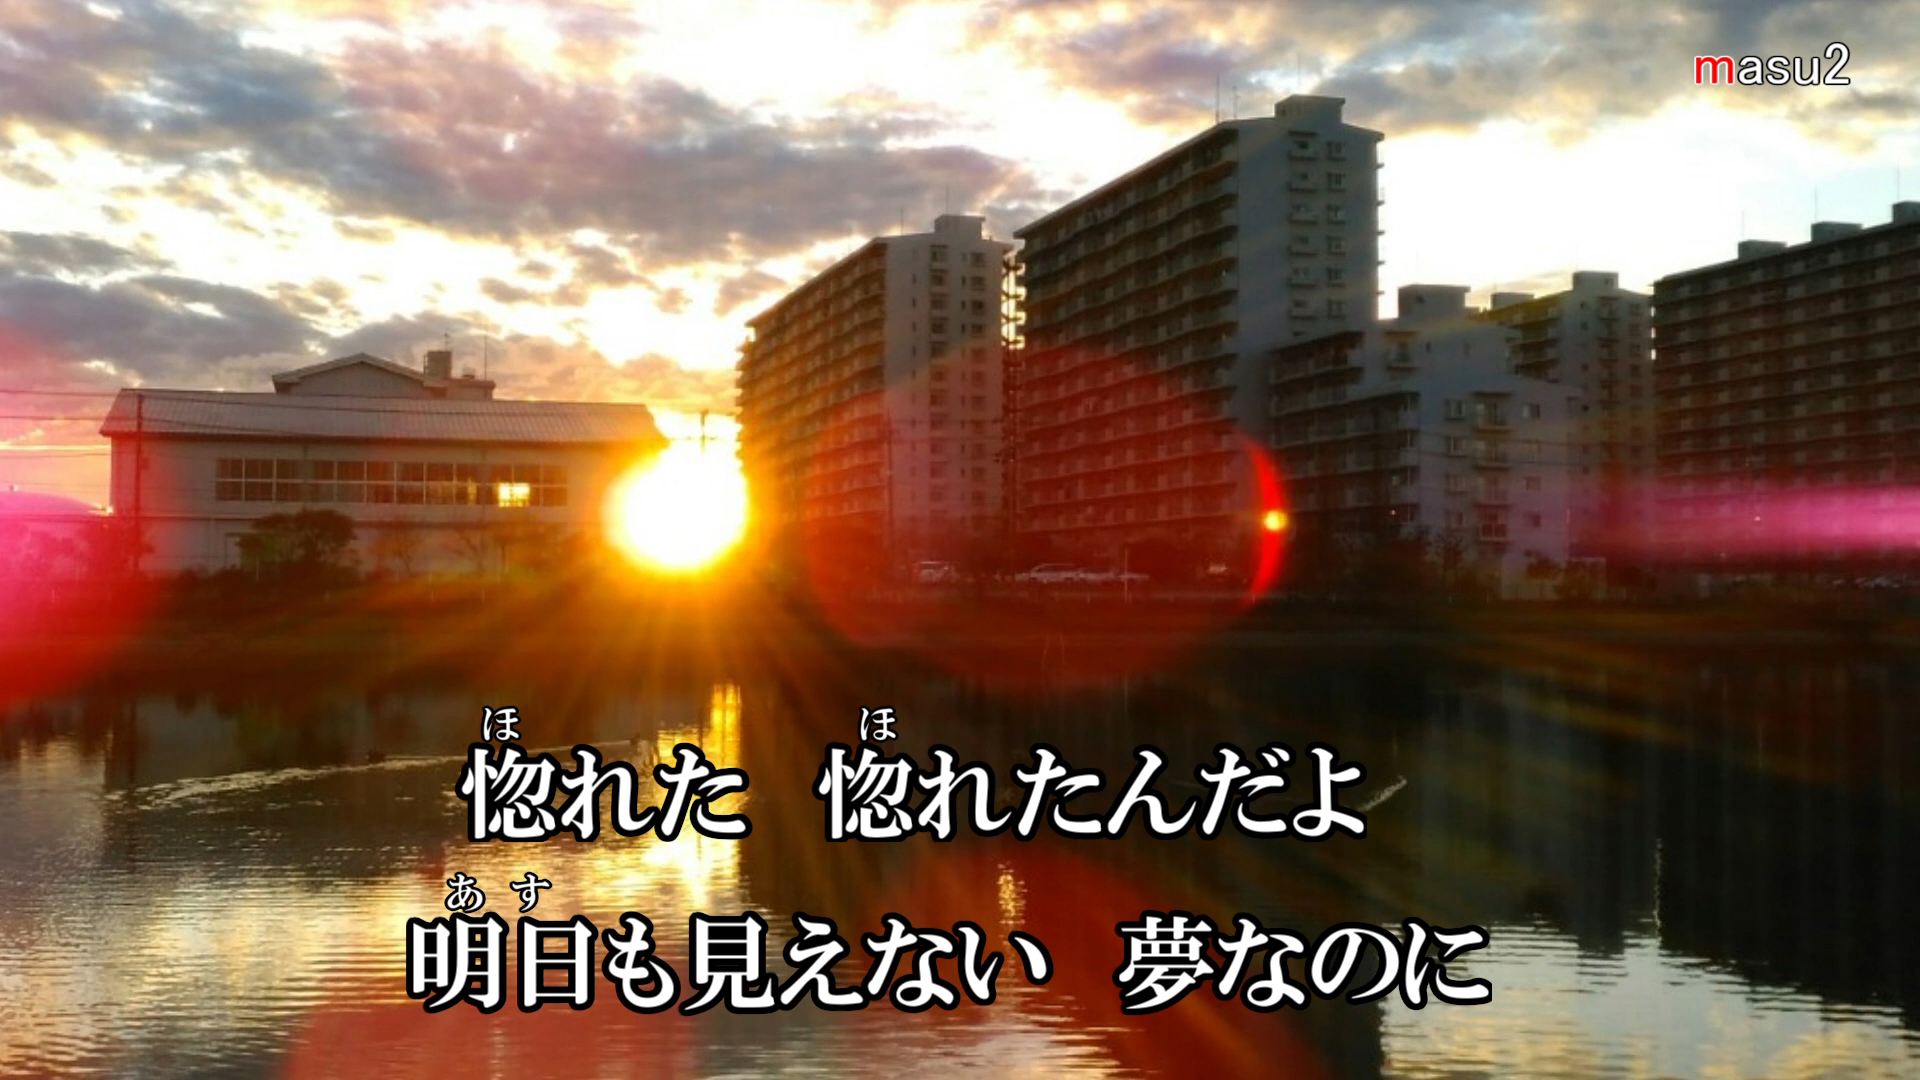 masu2
ほ ほ
惚れた 惚れたんだよ
あす
明日も見えない 夢なのに